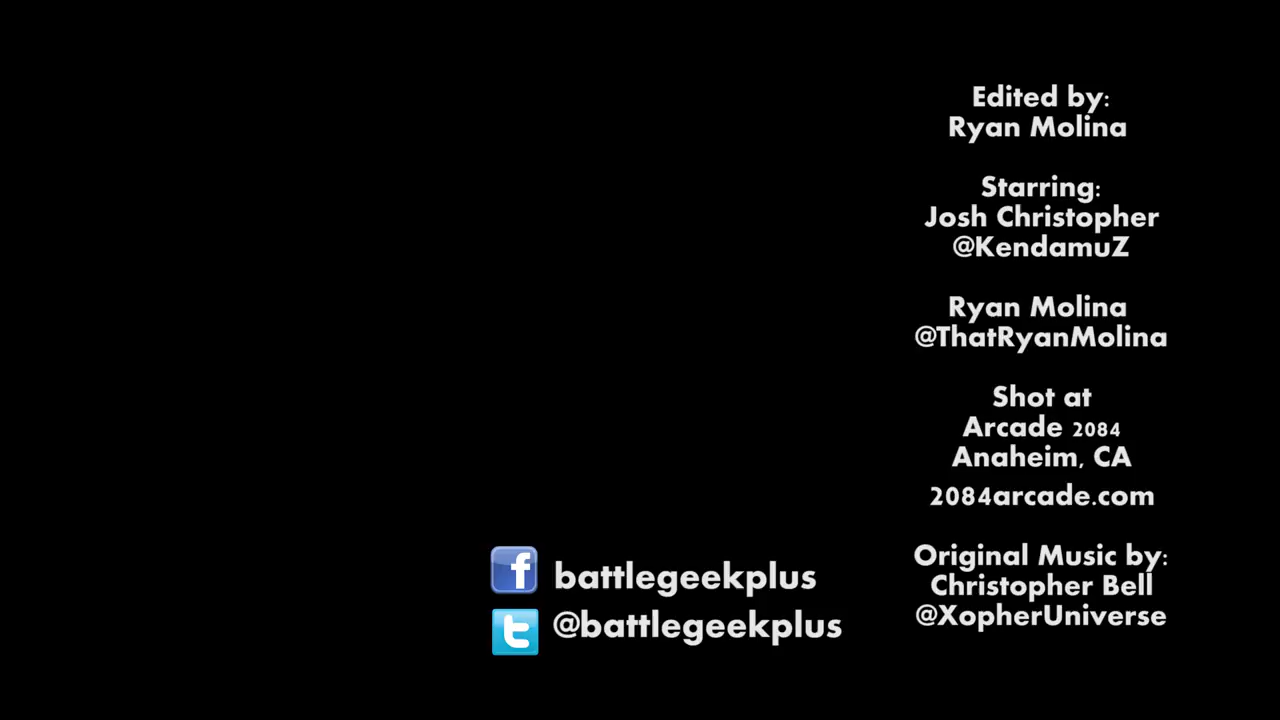 Edited by:
Ryan Molina
Starring:
Josh Christopher
@KendamuZ
Ryan Molina
@ThatRyanMolina
Shot at
Arcade 2084
Anaheim, CA
2084arcade.com
Original Music by:
Christopher Bell
@XopherUniverse
f battlegeekplus
t @battlegeekplus